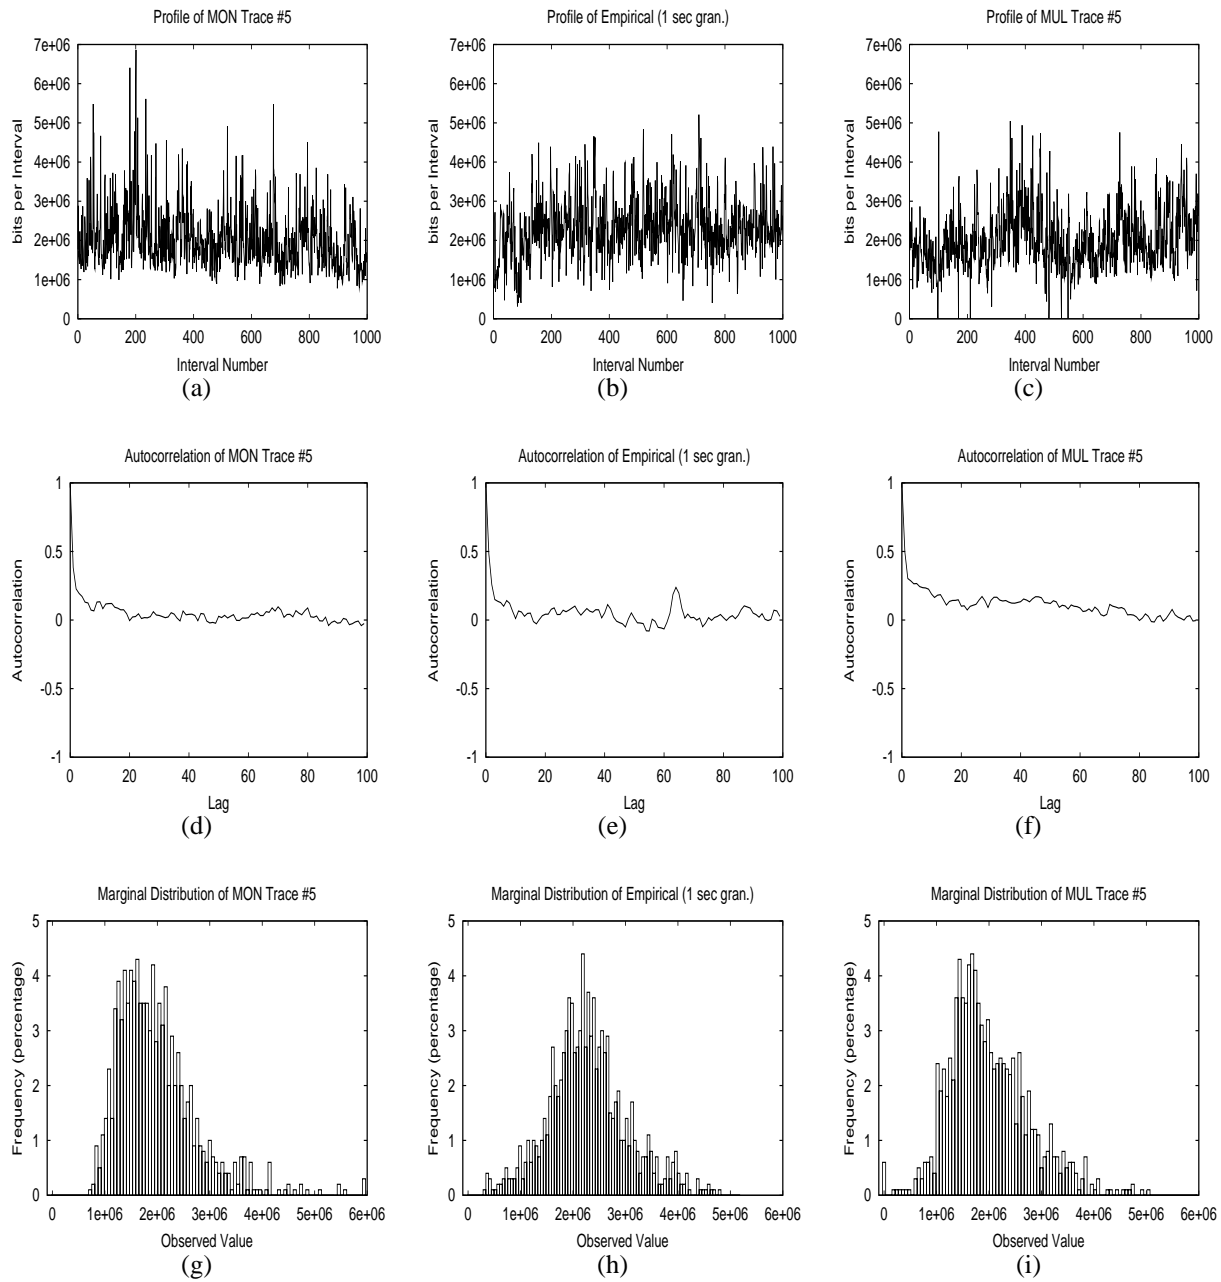 Profile of MON Trace #5
7e+06
6e+06
5e+06
4e+06
3e+06
2e+06
1e+06
0
bits per Interval
0 200 400 600 800 1000
Interval Number
(a)
Profile of Empirical (1 sec gran.)
7e+06
6e+06
5e+06
4e+06
3e+06
2e+06
1e+06
0
bits per Interval
0 200 400 600 800 1000
Interval Number
(b)
Profile of MUL Trace #5
7e+06
6e+06
5e+06
4e+06
3e+06
2e+06
1e+06
0
bits per Interval
0 200 400 600 800 1000
Interval Number
(c)
Autocorrelation of MON Trace #5
1
0.5
0
-0.5
-1
Autocorrelation
0 20 40 60 80 100
Lag
(d)
Autocorrelation of Empirical (1 sec gran.)
1
0.5
0
-0.5
-1
Autocorrelation
0 20 40 60 80 100
Lag
(e)
Autocorrelation of MUL Trace #5
1
0.5
0
-0.5
-1
Autocorrelation
0 20 40 60 80 100
Lag
(f)
Marginal Distribution of MON Trace #5
5
4
3
2
1
0
Frequency (percentage)
0 1e+06 2e+06 3e+06 4e+06 5e+06 6e+06
Observed Value
(g)
Marginal Distribution of Empirical (1 sec gran.)
5
4
3
2
1
0
Frequency (percentage)
0 1e+06 2e+06 3e+06 4e+06 5e+06 6e+06
Observed Value
(h)
Marginal Distribution of MUL Trace #5
5
4
3
2
1
0
Frequency (percentage)
0 1e+06 2e+06 3e+06 4e+06 5e+06 6e+06
Observed Value
(i)